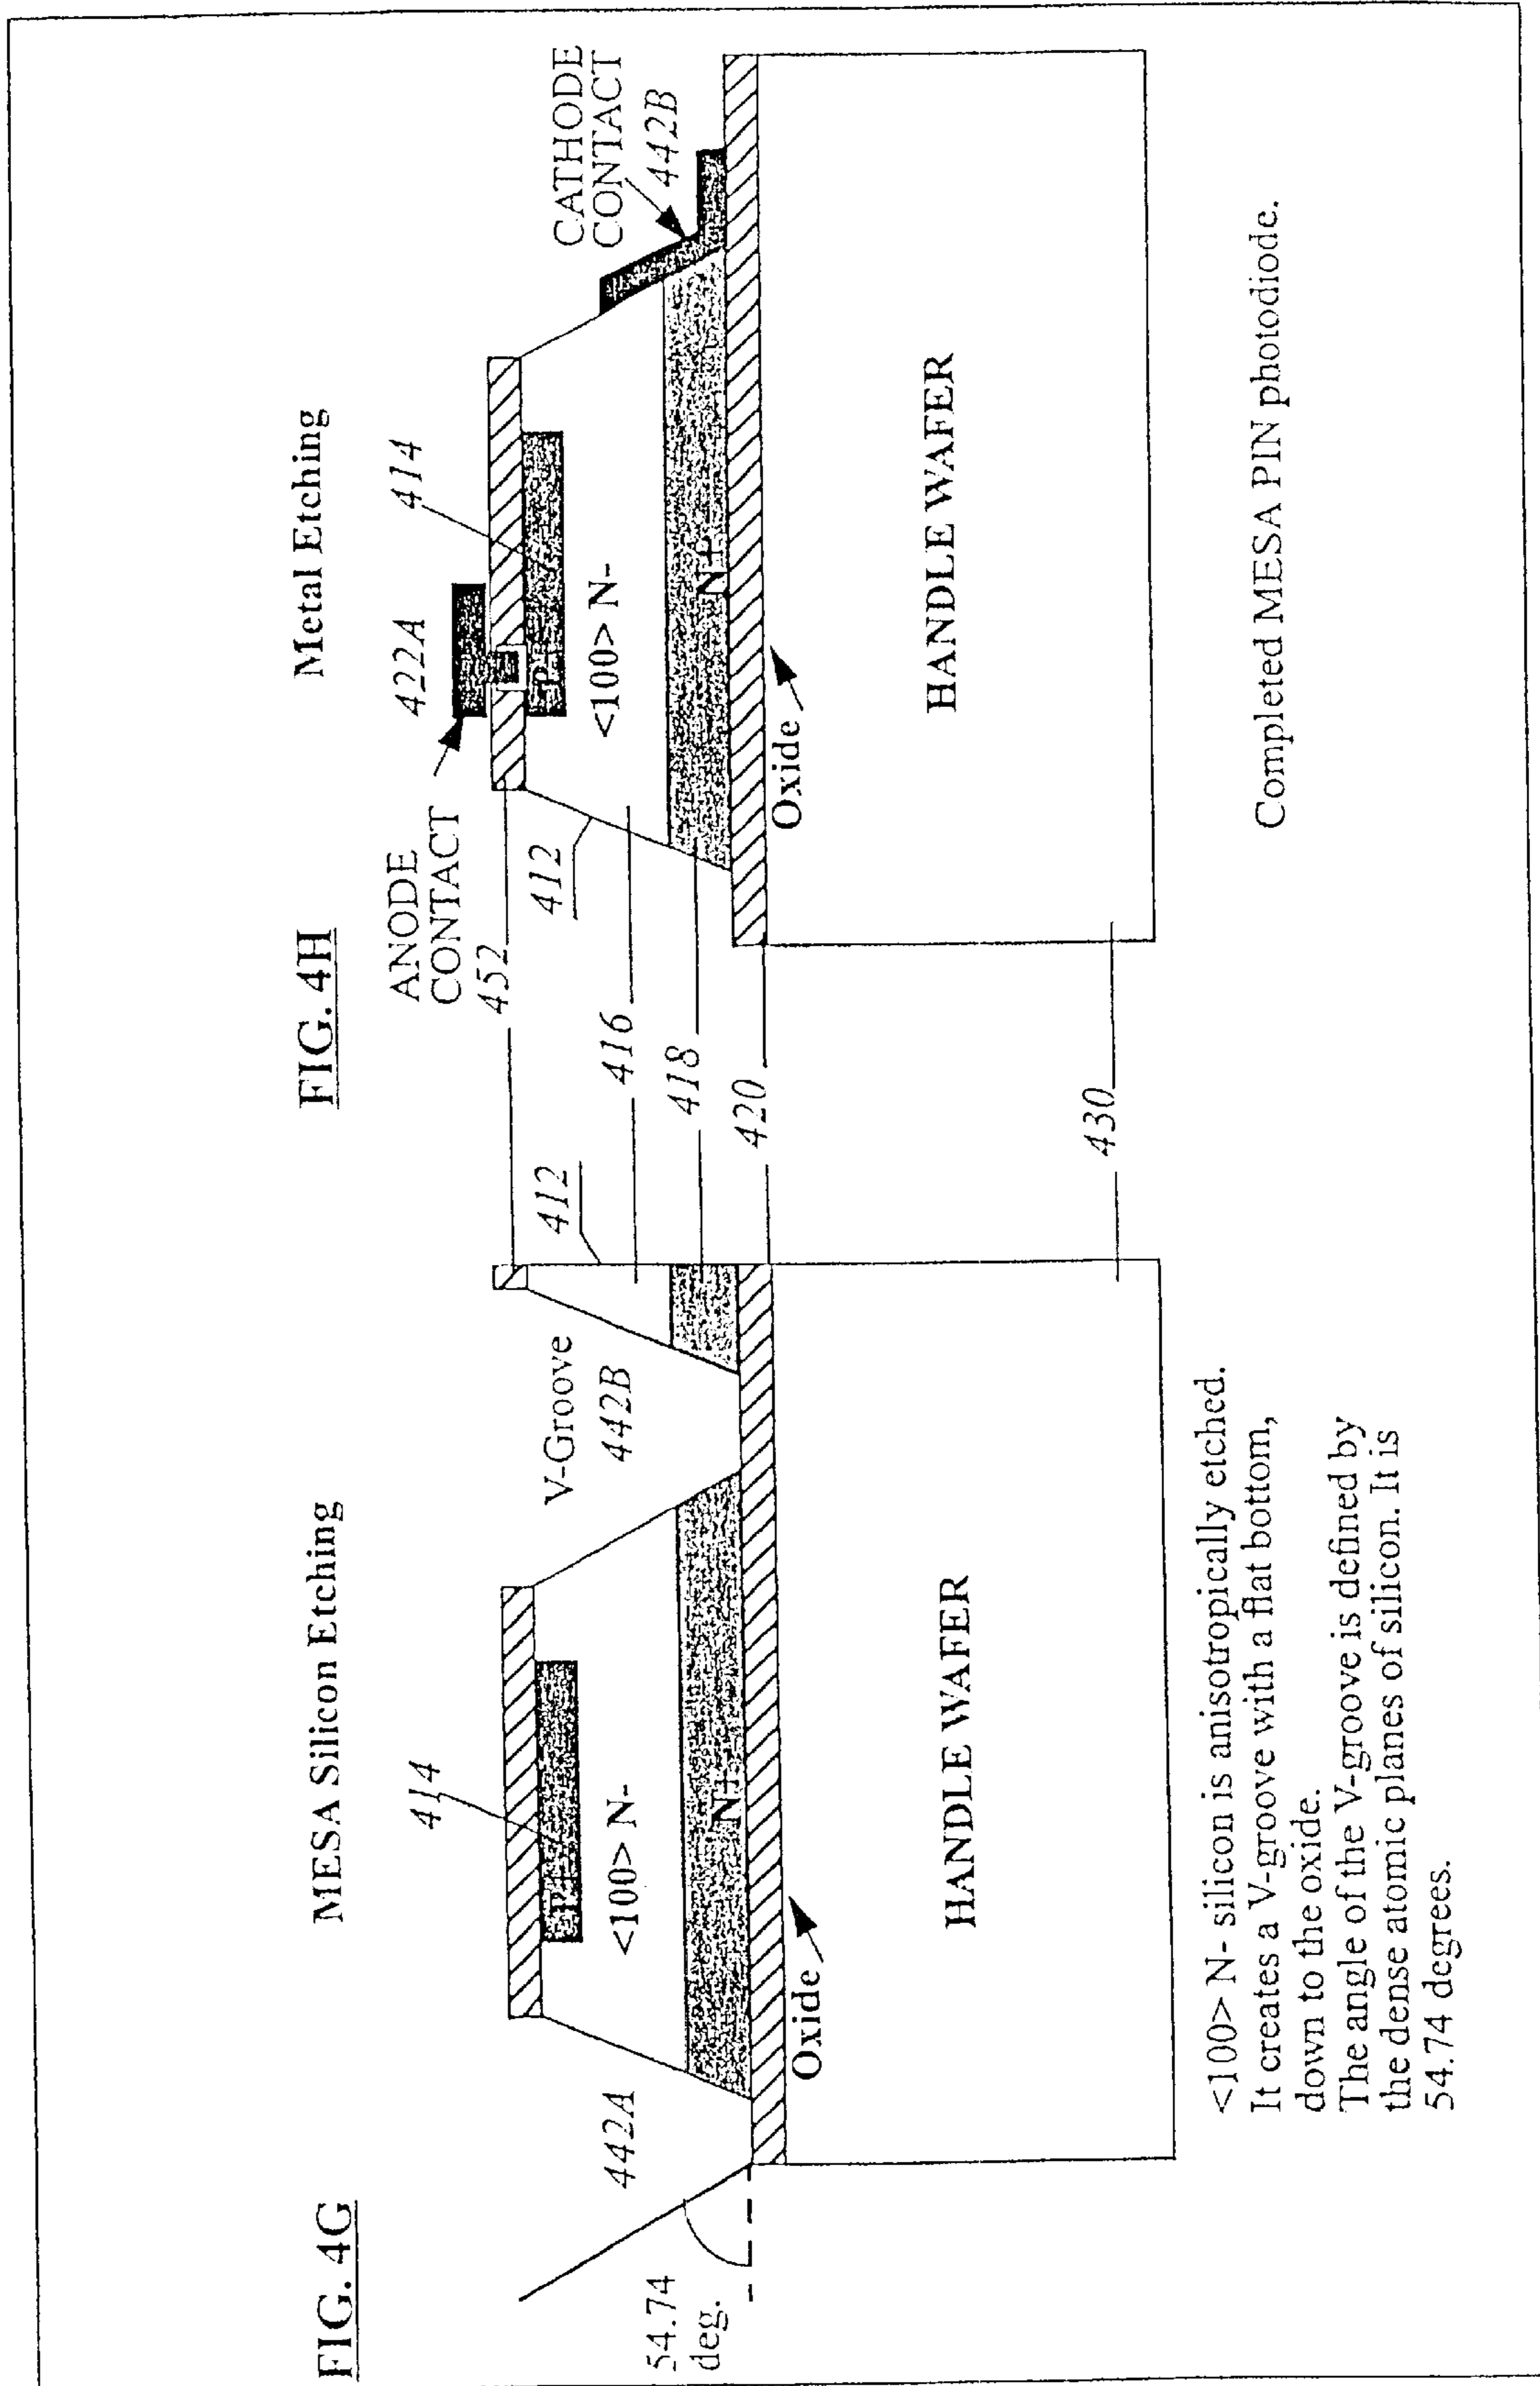 FIG. 4G
MESA Silicon Etching
414
442A
V-Groove
442B
412
54.74
deg.
P+
<100> N-
N+
Oxide
HANDLE WAFER
<100> N- silicon is anisotropically etched.
It creates a V-groove with a flat bottom,
down to the oxide.
The angle of the V-groove is defined by
the dense atomic planes of silicon. It is
54.74 degrees.
452
416
418
420
430
FIG. 4H
Metal Etching
ANODE
CONTACT
422A
414
412
CATHODE
CONTACT
442B
P+
<100> N-
N+
Oxide
HANDLE WAFER
Completed MESA PIN photodiode.